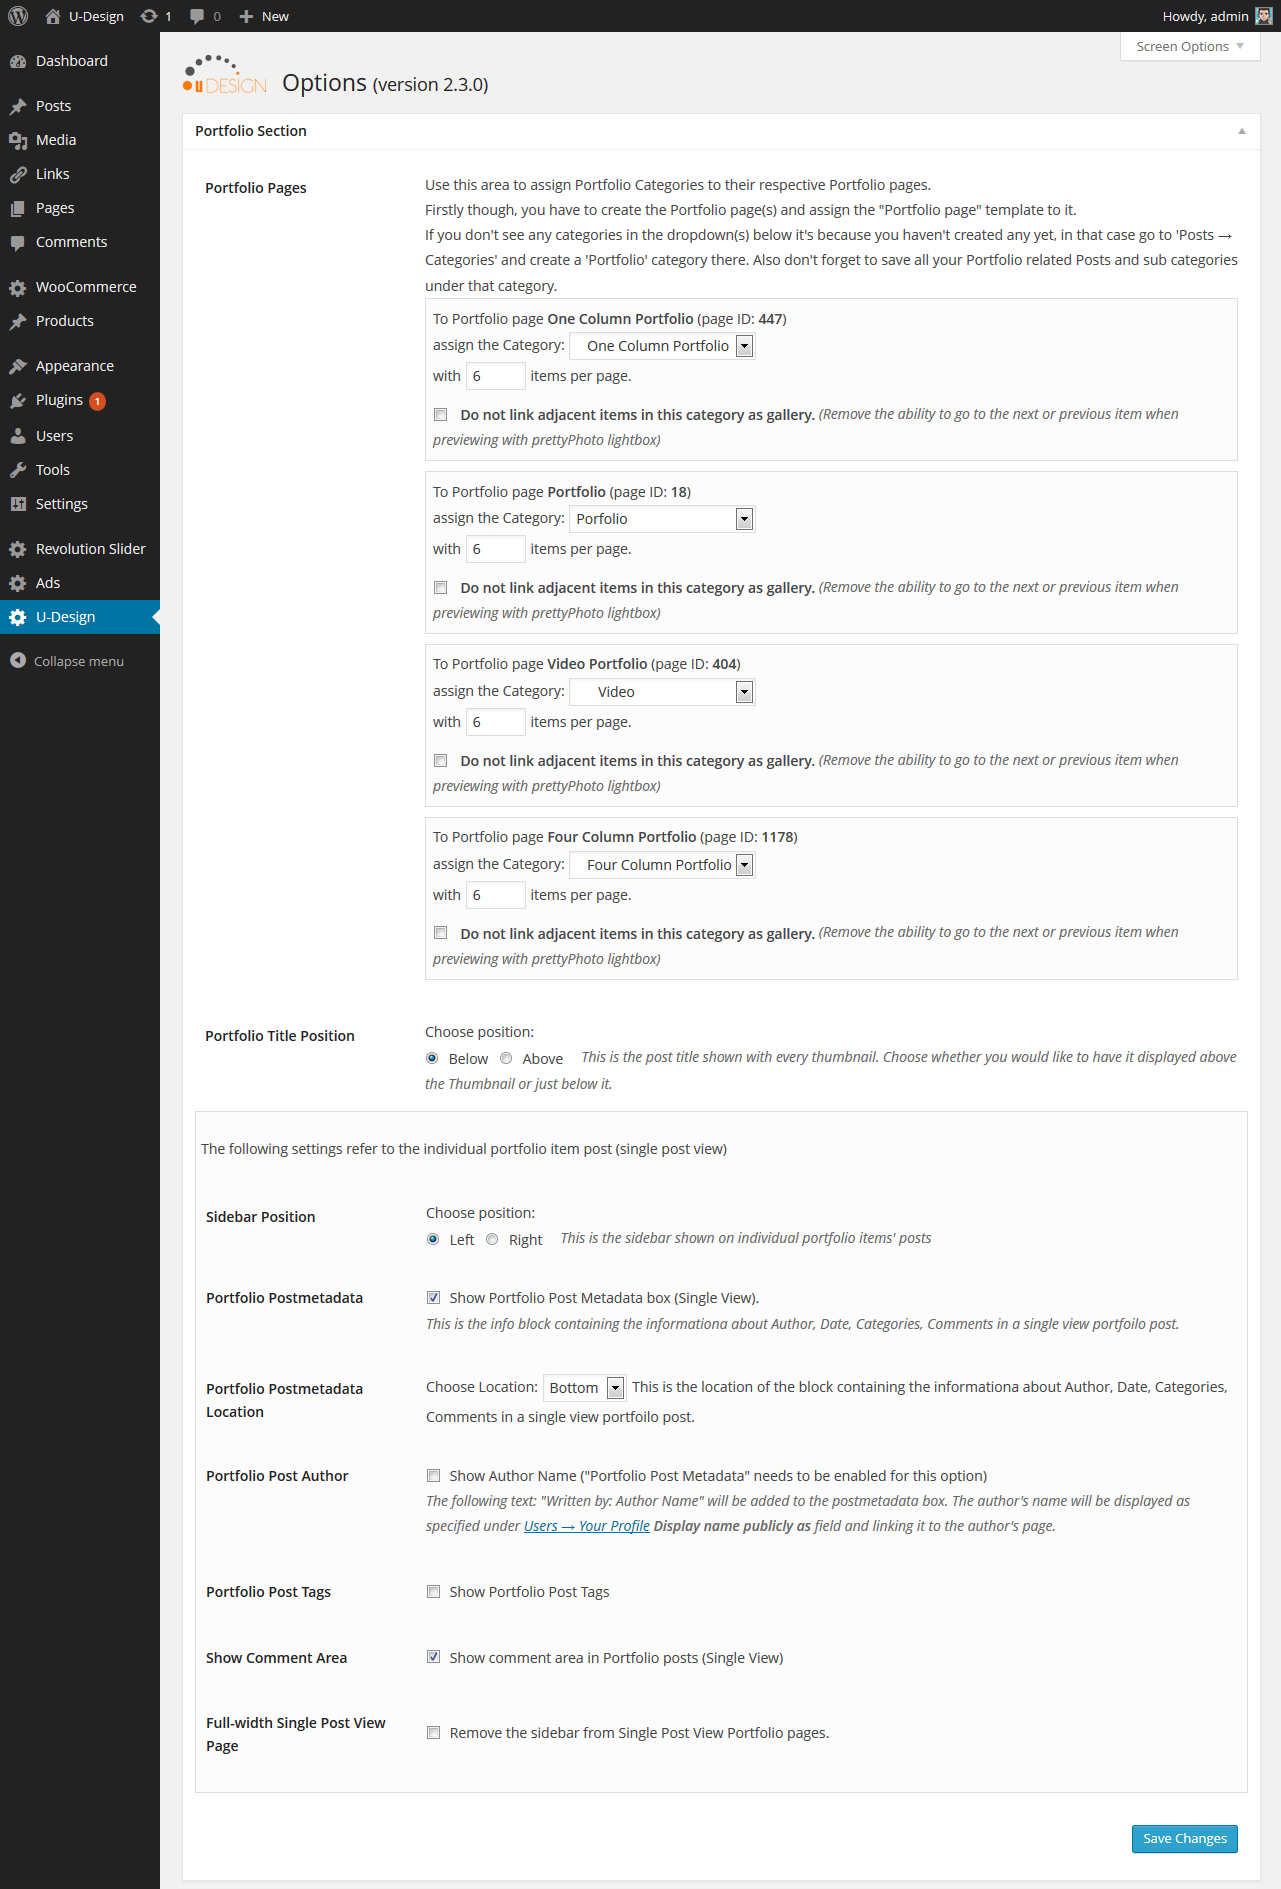 U-Design 1 0 New Howdy, admin
Screen Options
Dashboard
Posts
Media
Links
Pages
Comments
WooCommerce
Products
Appearance
Plugins 1
Users
Tools
Settings
Revolution Slider
Ads
U-Design
Collapse menu
uDESIGN Options (version 2.3.0)
Portfolio Section
Portfolio Pages
Use this area to assign Portfolio Categories to their respective Portfolio pages.
Firstly though, you have to create the Portfolio page(s) and assign the "Portfolio page" template to it.
If you don't see any categories in the dropdown(s) below it's because you haven't created any yet, in that case go to 'Posts →
Categories' and create a 'Portfolio' category there. Also don't forget to save all your Portfolio related Posts and sub categories
under that category.
To Portfolio page One Column Portfolio (page ID: 447)
assign the Category: One Column Portfolio
with 6 items per page.
Do not link adjacent items in this category as gallery. (Remove the ability to go to the next or previous item when
previewing with prettyPhoto lightbox)
To Portfolio page Portfolio (page ID: 18)
assign the Category: Porfolio
with 6 items per page.
Do not link adjacent items in this category as gallery. (Remove the ability to go to the next or previous item when
previewing with prettyPhoto lightbox)
To Portfolio page Video Portfolio (page ID: 404)
assign the Category: Video
with 6 items per page.
Do not link adjacent items in this category as gallery. (Remove the ability to go to the next or previous item when
previewing with prettyPhoto lightbox)
To Portfolio page Four Column Portfolio (page ID: 1178)
assign the Category: Four Column Portfolio
with 6 items per page.
Do not link adjacent items in this category as gallery. (Remove the ability to go to the next or previous item when
previewing with prettyPhoto lightbox)
Portfolio Title Position
Choose position:
Below Above This is the post title shown with every thumbnail. Choose whether you would like to have it displayed above
the Thumbnail or just below it.
The following settings refer to the individual portfolio item post (single post view)
Sidebar Position
Choose position:
Left Right This is the sidebar shown on individual portfolio items' posts
Portfolio Postmetadata
Show Portfolio Post Metadata box (Single View).
This is the info block containing the informationa about Author, Date, Categories, Comments in a single view portfoilo post.
Portfolio Postmetadata
Location
Choose Location: Bottom This is the location of the block containing the informationa about Author, Date, Categories,
Comments in a single view portfoilo post.
Portfolio Post Author
Show Author Name ("Portfolio Post Metadata" needs to be enabled for this option)
The following text: "Written by: Author Name" will be added to the postmetadata box. The author's name will be displayed as
specified under Users → Your Profile Display name publicly as field and linking it to the author's page.
Portfolio Post Tags
Show Portfolio Post Tags
Show Comment Area
Show comment area in Portfolio posts (Single View)
Full-width Single Post View
Page
Remove the sidebar from Single Post View Portfolio pages.
Save Changes